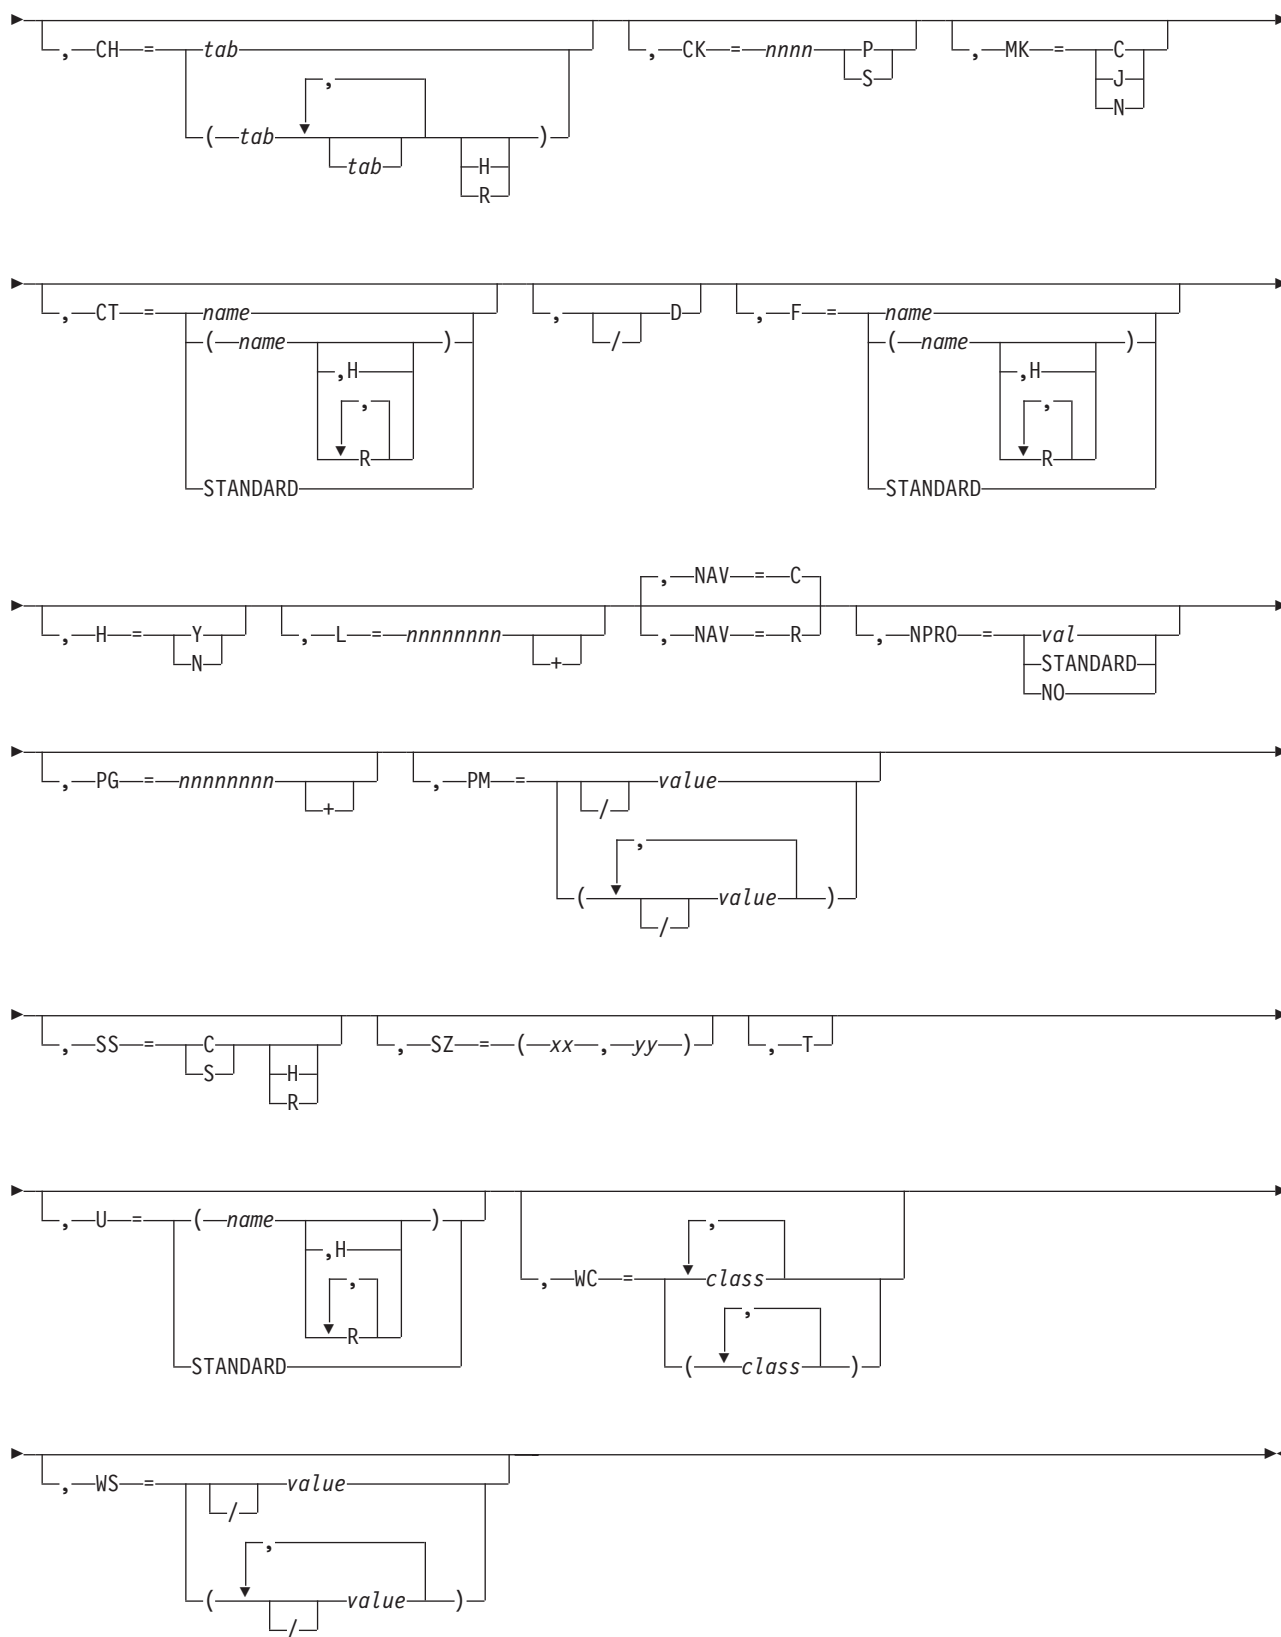 , CH = tab , CK = nnnn P , MK = C
S J
, N
( tab )
tab H
R
, CT = name , / D , F = name
( name ) ( name )
,H ,H
, ,
R R
STANDARD STANDARD
, NAV = C
, H = Y , L = nnnnnnnn + , NAV = R , NPRO = val
N STANDARD
NO
, PG = nnnnnnnn + , PM = / value
,
( / value )
, SS = C , SZ = ( xx , yy ) , T
S H
R
, U = ( name ) ,
,H , WC = class
, ,
R ( class )
STANDARD
, WS = / value
,
( / value )